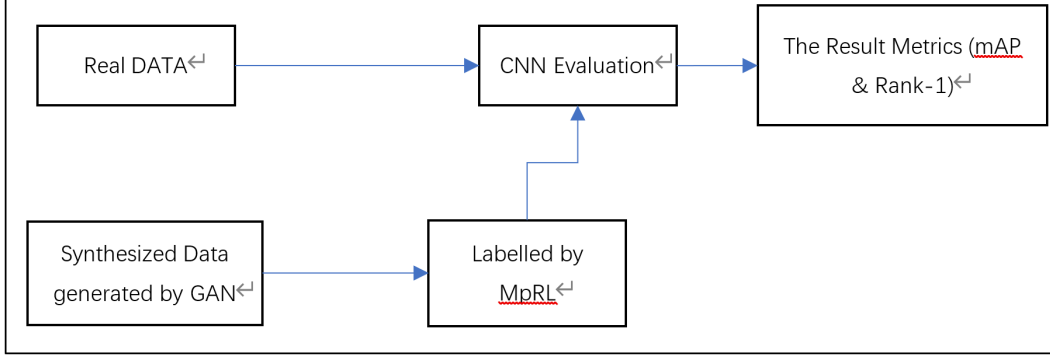 Real DATA↵
CNN Evaluation↵
The Result Metrics (mAP
& Rank-1)↵
Synthesized Data
generated by GAN↵
Labelled by
MpRL↵